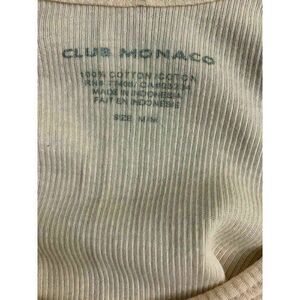 CLUB MONACO
100% COTTON/COTON
MADE IN INDONESIA
FAIT EN INDONESIE
SIZE M/M